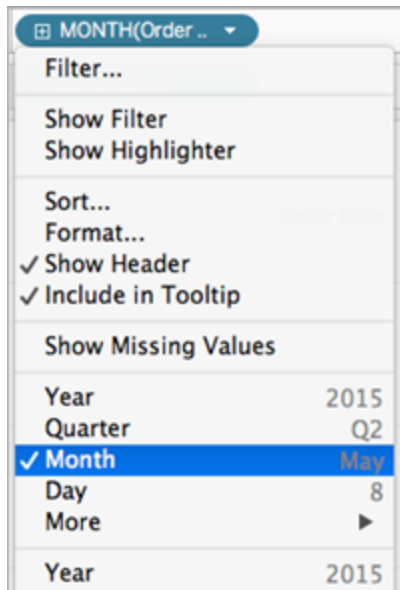 MONTH(Order ..
Filter...
Show Filter
Show Highlighter
Sort...
Format...
Show Header
Include in Tooltip
Show Missing Values
Year 2015
Quarter Q2
Month May
Day 8
More
Year 2015